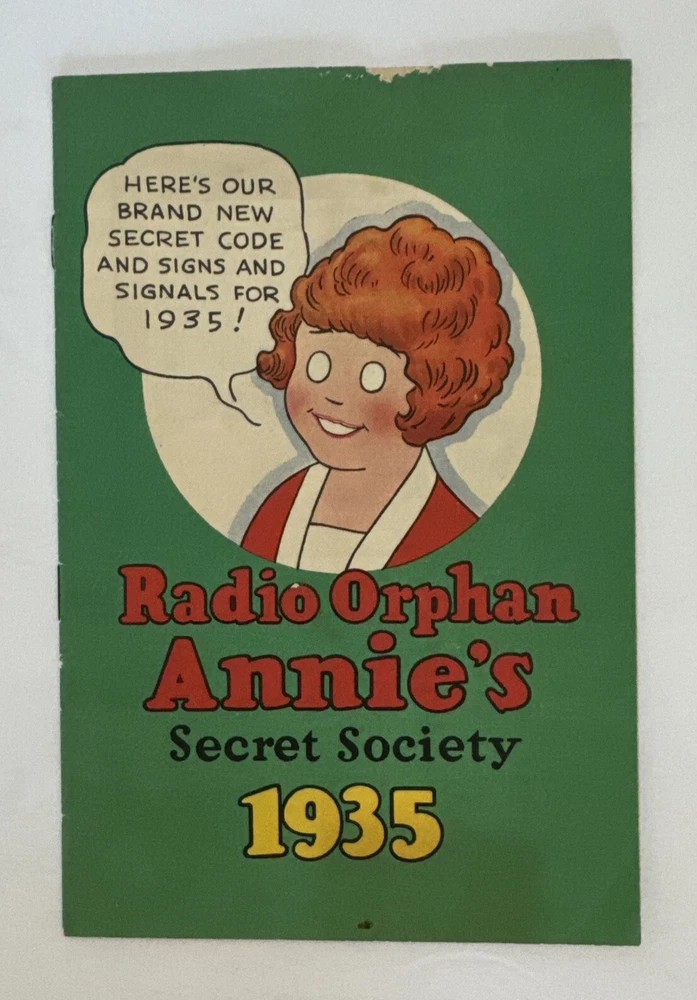 HERE'S OUR
BRAND NEW
SECRET CODE
AND SIGNS AND
SIGNALS FOR
1935!
Radio Orphan
Annie's
Secret Society
1935